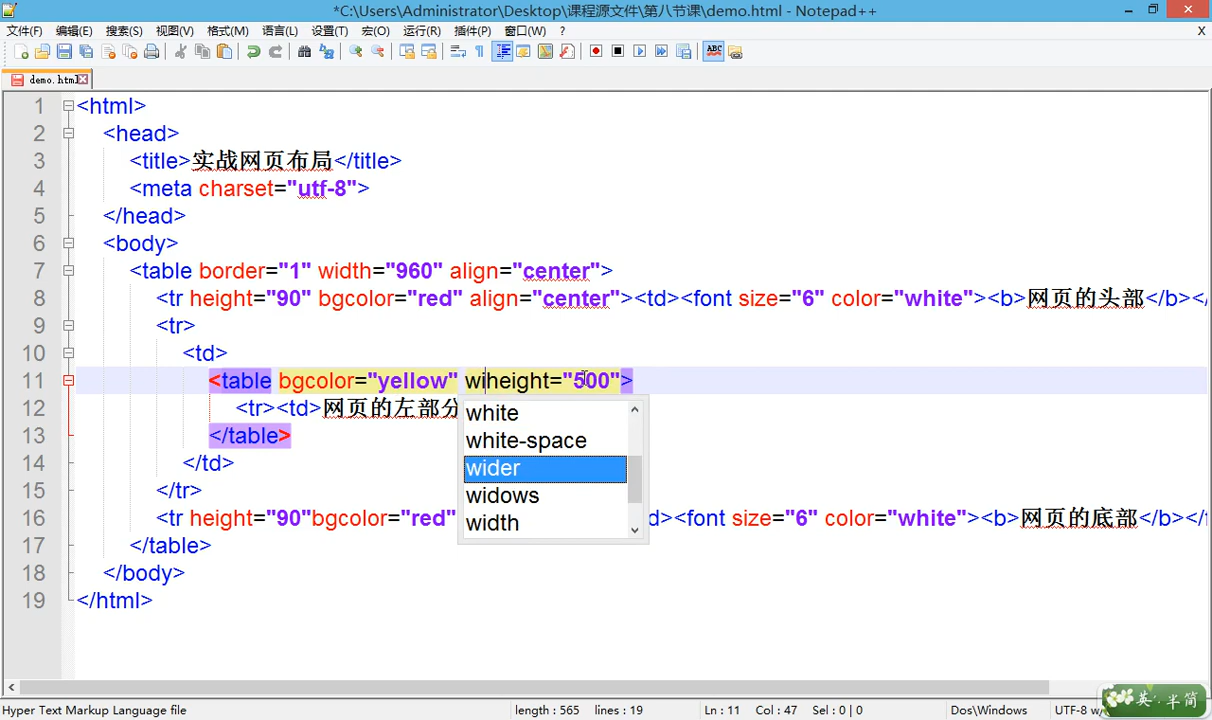 *C:\Users\Administrator\Desktop\课程源文件\第八节课\demo.html - Notepad++
文件(F) 编辑(E) 搜索(S) 视图(V) 格式(M) 语言(L) 设置(T) 宏(O) 运行(R) 插件(P) 窗口(W) ? X
demo.html
1 <html>
2 <head>
3 <title>实战网页布局</title>
4 <meta charset="utf-8">
5 </head>
6 <body>
7 <table border="1" width="960" align="center">
8 <tr height="90" bgcolor="red" align="center"><td><font size="6" color="white"><b>网页的头部</b></
9 <tr>
10 <td>
11 <table bgcolor="yellow" wiheight="500">
12 <tr><td>网页的左部分
white
13 </table>
white-space
14 </td>
wider
15 </tr>
widows
16 <tr height="90"bgcolor="red" d><font size="6" color="white"><b>网页的底部</b></f
width
17 </table>
18 </body>
19 </html>
英 半 简
Hyper Text Markup Language file length : 565 lines : 19 Ln : 11 Col : 47 Sel : 0 | 0 Dos\Windows UTF-8